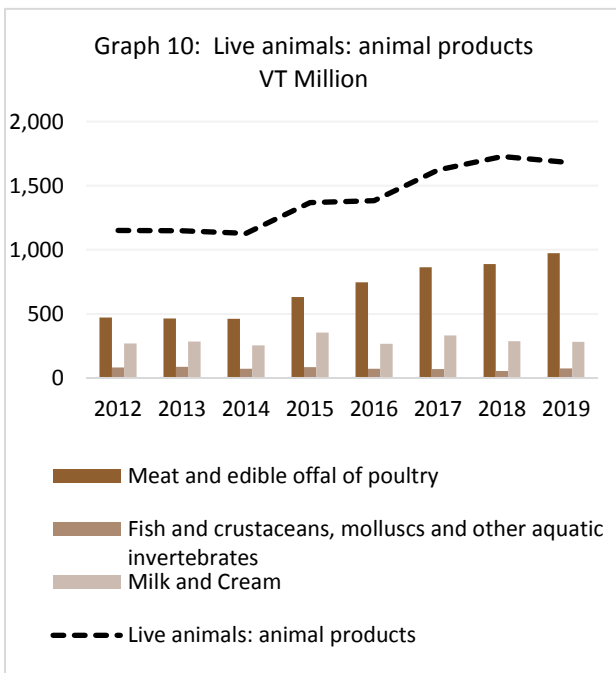 Graph 10:  Live animals: animal products
VT Million
2,000
1,500
1,000
500
0
2012 2013 2014 2015 2016 2017 2018 2019
Meat and edible offal of poultry
Fish and crustaceans, molluscs and other aquatic
invertebrates
Milk and Cream
Live animals: animal products